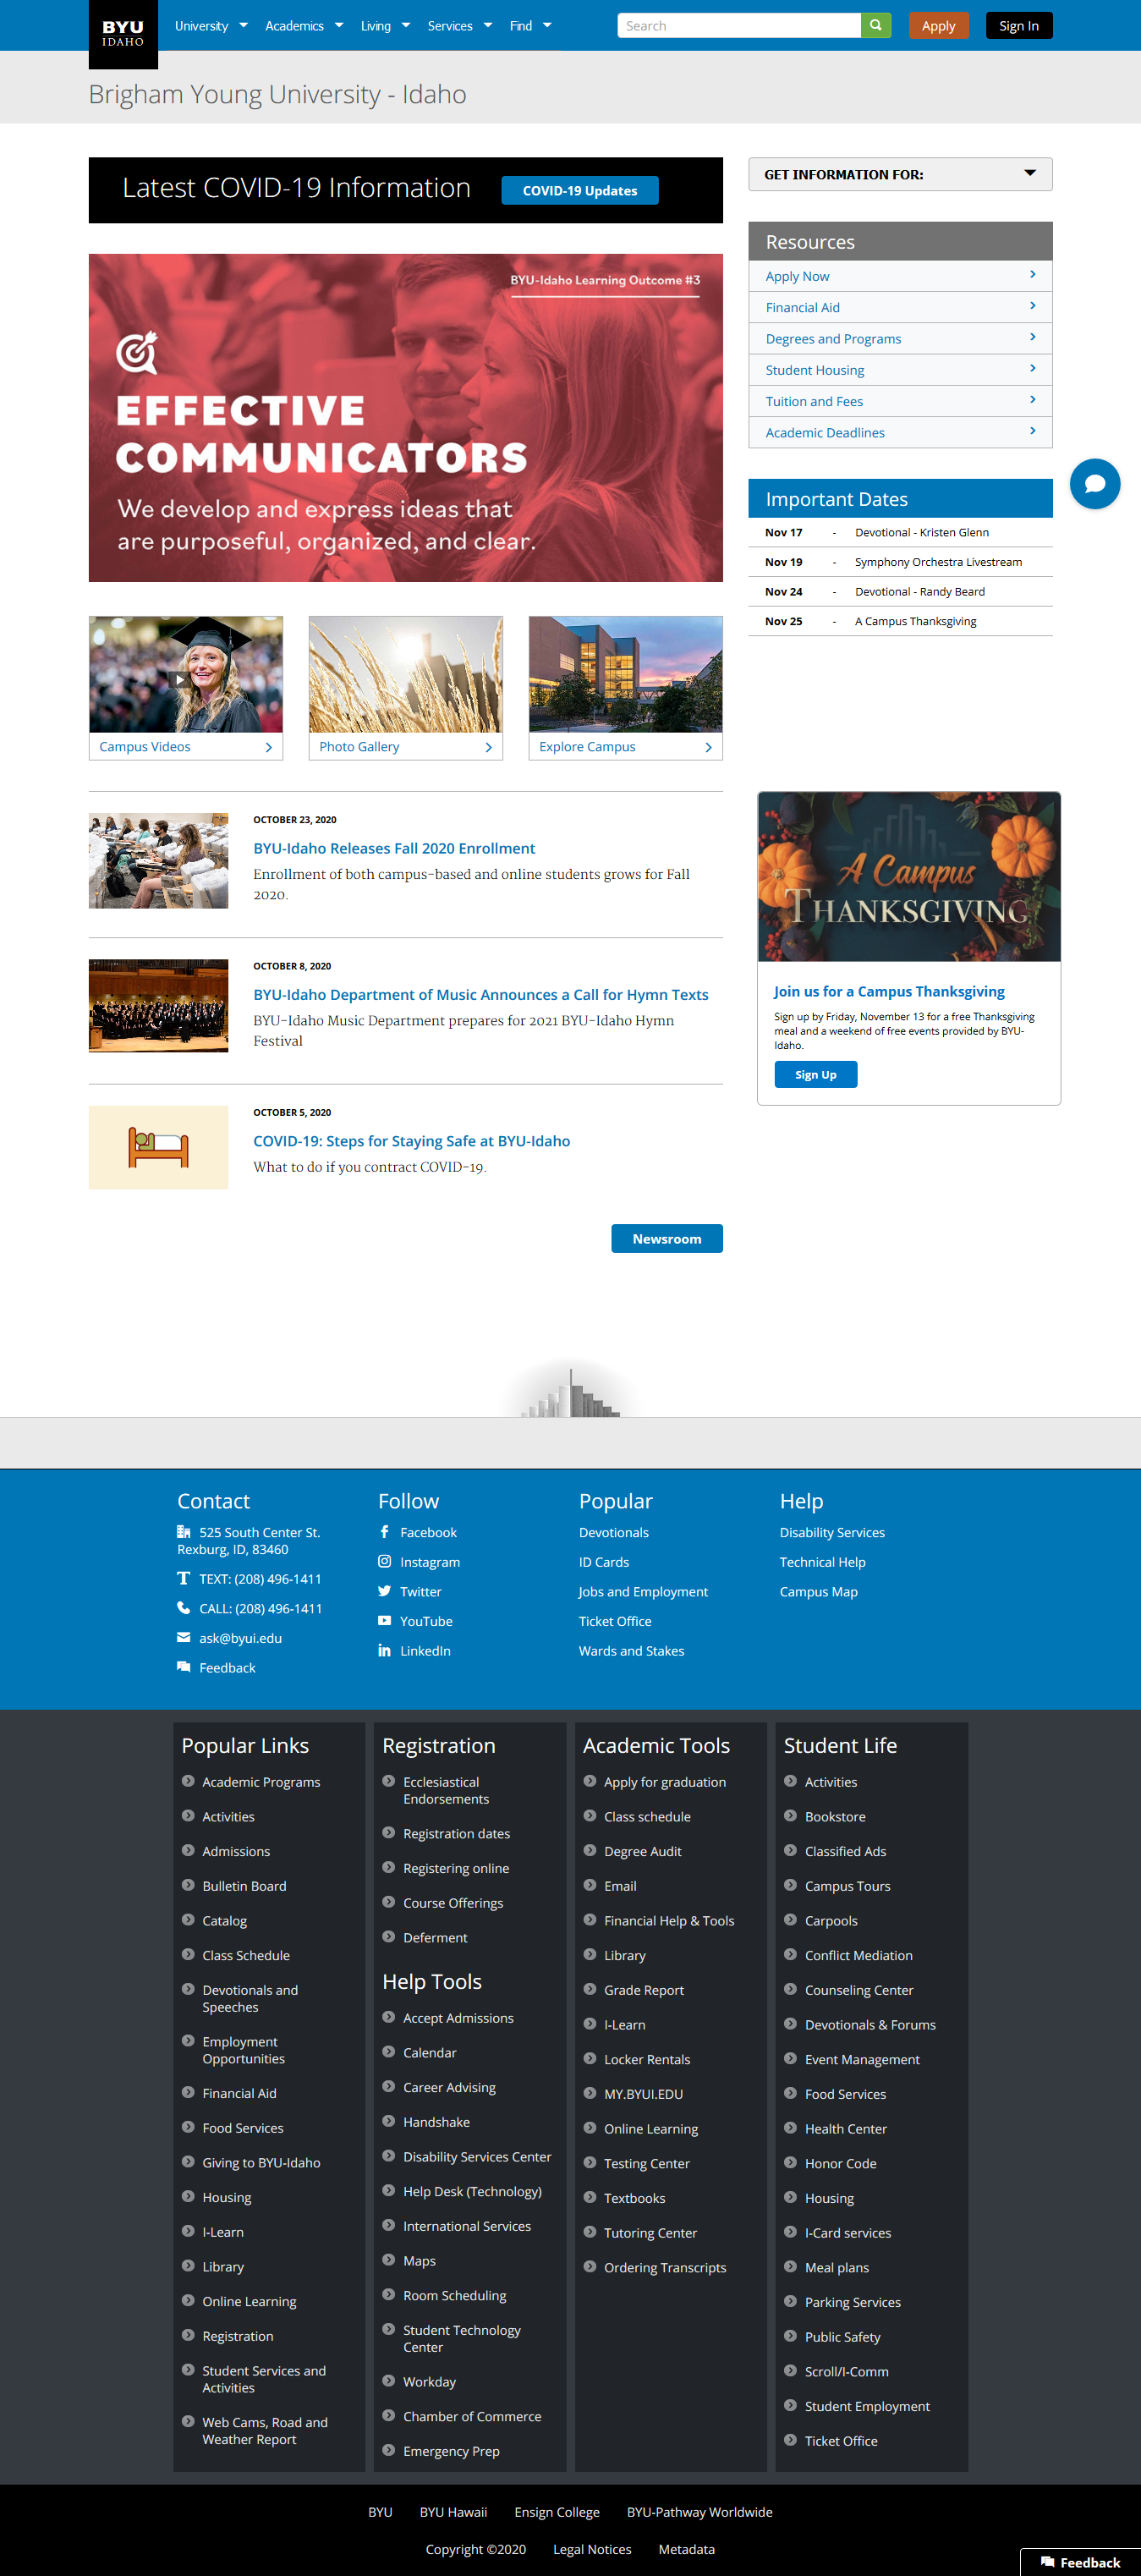 BYU
IDAHO
University
Academics
Living
Services
Find
Search
Apply
Sign In
Brigham Young University - Idaho
Latest COVID-19 Information
COVID-19 Updates
BYU-Idaho Learning Outcome #3
EFFECTIVE
COMMUNICATORS
We develop and express ideas that
are purposeful, organized, and clear.
Campus Videos
Photo Gallery
Explore Campus
OCTOBER 23, 2020
BYU-Idaho Releases Fall 2020 Enrollment
Enrollment of both campus-based and online students grows for Fall
2020.
OCTOBER 8, 2020
BYU-Idaho Department of Music Announces a Call for Hymn Texts
BYU-Idaho Music Department prepares for 2021 BYU-Idaho Hymn
Festival
OCTOBER 5, 2020
COVID-19: Steps for Staying Safe at BYU-Idaho
What to do if you contract COVID-19.
Newsroom
GET INFORMATION FOR:
Resources
Apply Now
Financial Aid
Degrees and Programs
Student Housing
Tuition and Fees
Academic Deadlines
Important Dates
Nov 17 - Devotional - Kristen Glenn
Nov 19 - Symphony Orchestra Livestream
Nov 24 - Devotional - Randy Beard
Nov 25 - A Campus Thanksgiving
A Campus
THANKSGIVING
Join us for a Campus Thanksgiving
Sign up by Friday, November 13 for a free Thanksgiving
meal and a weekend of free events provided by BYU-
Idaho.
Sign Up
Contact
525 South Center St.
Rexburg, ID, 83460
TEXT: (208) 496-1411
CALL: (208) 496-1411
ask@byui.edu
Feedback
Follow
Facebook
Instagram
Twitter
YouTube
LinkedIn
Popular
Devotionals
ID Cards
Jobs and Employment
Ticket Office
Wards and Stakes
Help
Disability Services
Technical Help
Campus Map
Popular Links
Academic Programs
Activities
Admissions
Bulletin Board
Catalog
Class Schedule
Devotionals and
Speeches
Employment
Opportunities
Financial Aid
Food Services
Giving to BYU-Idaho
Housing
I-Learn
Library
Online Learning
Registration
Student Services and
Activities
Web Cams, Road and
Weather Report
Registration
Ecclesiastical
Endorsements
Registration dates
Registering online
Course Offerings
Deferment
Help Tools
Accept Admissions
Calendar
Career Advising
Handshake
Disability Services Center
Help Desk (Technology)
International Services
Maps
Room Scheduling
Student Technology
Center
Workday
Chamber of Commerce
Emergency Prep
Academic Tools
Apply for graduation
Class schedule
Degree Audit
Email
Financial Help & Tools
Library
Grade Report
I-Learn
Locker Rentals
MY.BYUI.EDU
Online Learning
Testing Center
Textbooks
Tutoring Center
Ordering Transcripts
Student Life
Activities
Bookstore
Classified Ads
Campus Tours
Carpools
Conflict Mediation
Counseling Center
Devotionals & Forums
Event Management
Food Services
Health Center
Honor Code
Housing
I-Card services
Meal plans
Parking Services
Public Safety
Scroll/I-Comm
Student Employment
Ticket Office
BYU
BYU Hawaii
Ensign College
BYU-Pathway Worldwide
Copyright ©2020
Legal Notices
Metadata
Feedback